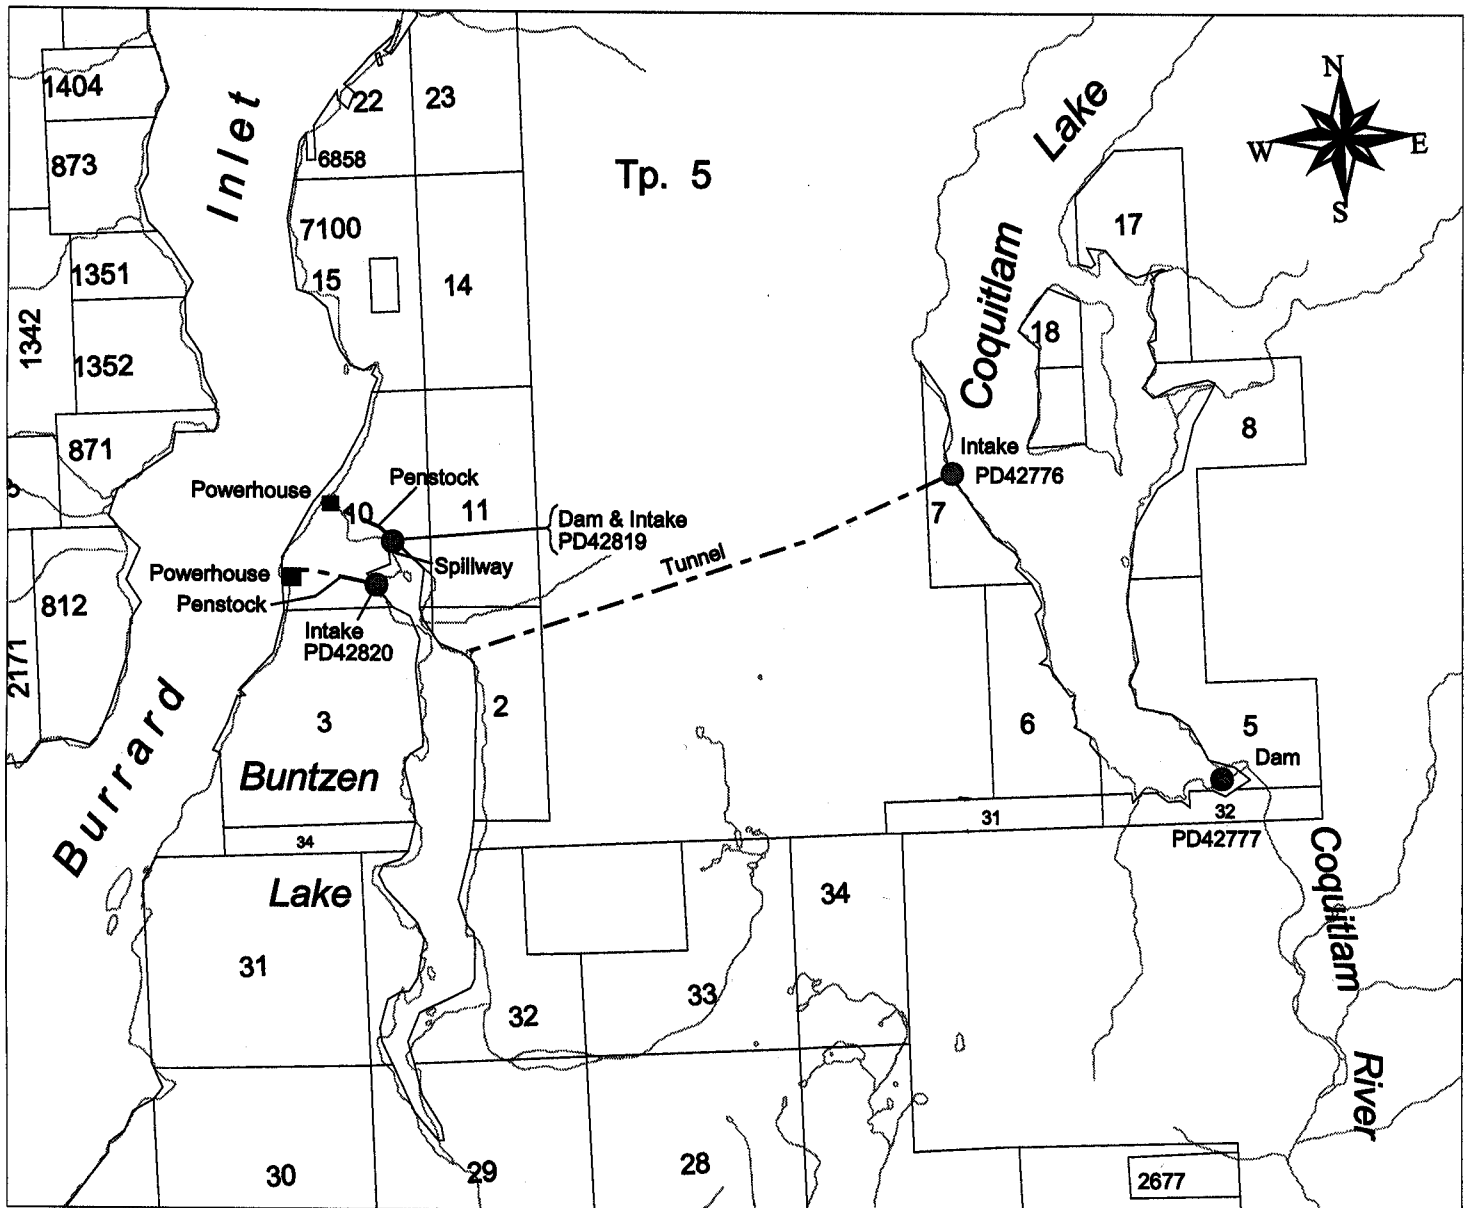 1404
873
1351
1342
1352
871
812
2171
Inlet
Burrard
22
23
6858
7100
15
14
Tp. 5
Lake
Coquitlam
N
W
E
S
17
18
8
Intake
PD42776
7
Powerhouse
Penstock
10
11
Dam & Intake
PD42819
Spillway
Powerhouse
Penstock
Intake
PD42820
Tunnel
3
2
Buntzen
Lake
34
6
5
Dam
31
32
PD42777
Coquitlam
River
31
32
33
34
30
29
28
2677